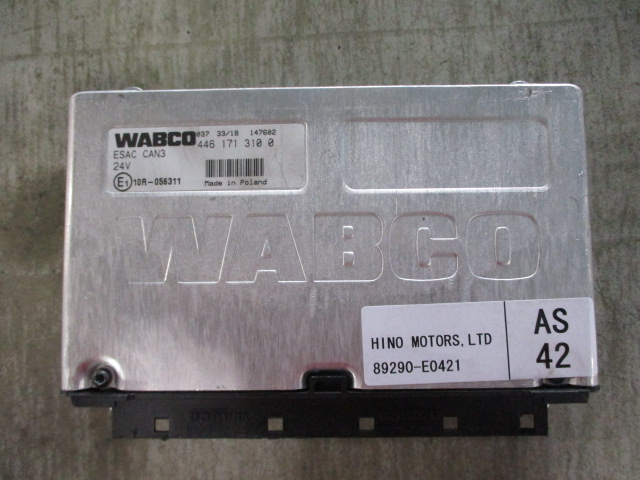 WABCO 037 33/18 147602
446 171 310 0
ESAC CAN3
24V
E1 10R-056311
Made in Poland
WABCO
HINO MOTORS,LTD
89290-E0421
AS
42